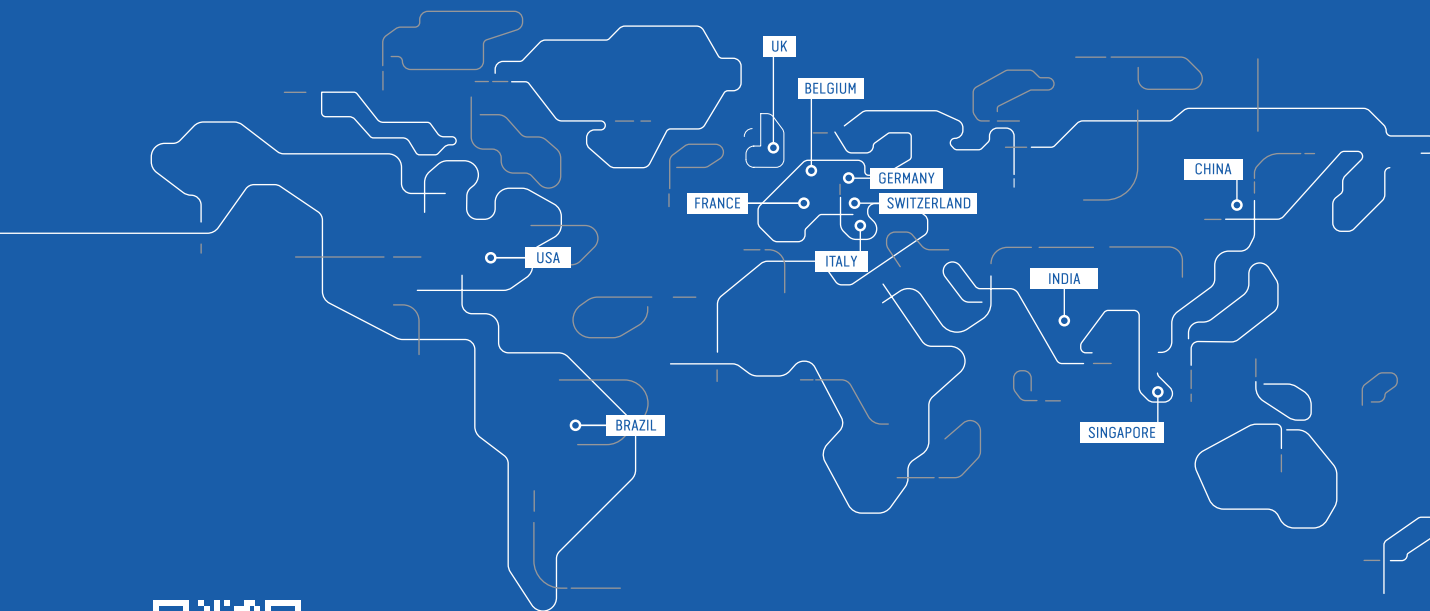 UK
BELGIUM
CHINA
GERMANY
FRANCE
SWITZERLAND
USA
ITALY
INDIA
BRAZIL
SINGAPORE